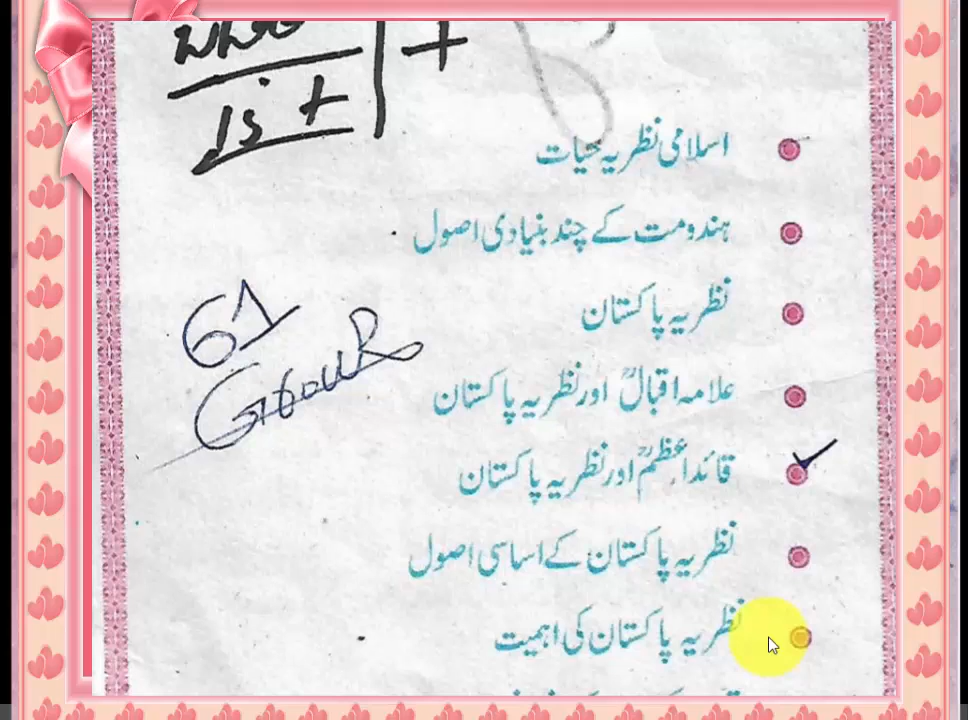 is +
+
اسلامی نظریہ حیات
ہندومت کے چند بنیادی اصول
نظریہ پاکستان
61
علامہ اقبالؒ اور نظریہ پاکستان
قائداعظمؒ اور نظریہ پاکستان
نظریہ پاکستان کے اساسی اصول
نظریہ پاکستان کی اہمیت